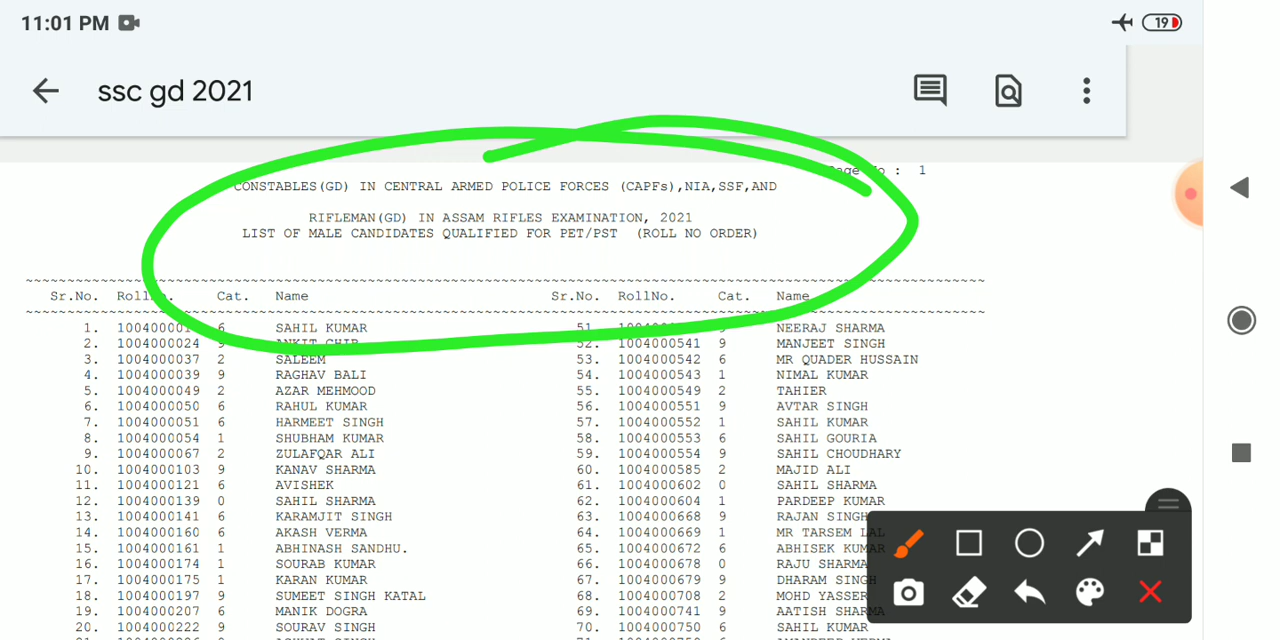 11:01 PM 19
ssc gd 2021
Page No : 1
CONSTABLES(GD) IN CENTRAL ARMED POLICE FORCES (CAPFs),NIA,SSF,AND
RIFLEMAN(GD) IN ASSAM RIFLES EXAMINATION, 2021
LIST OF MALE CANDIDATES QUALIFIED FOR PET/PST (ROLL NO ORDER)
Sr.No. RollNo. Cat. Name Sr.No. RollNo. Cat. Name
1. 6 SAHIL KUMAR 51. NEERAJ SHARMA
2. 1004000024 9 ANKIT 52. 1004000541 9 MANJEET SINGH
3. 1004000037 2 SALEEM 53. 1004000542 6 MR QUADER HUSSAIN
4. 1004000039 9 RAGHAV BALI 54. 1004000543 1 NIMAL KUMAR
5. 1004000049 2 AZAR MEHMOOD 55. 1004000549 2 TAHIER
6. 1004000050 6 RAHUL KUMAR 56. 1004000551 9 AVTAR SINGH
7. 1004000051 6 HARMEET SINGH 57. 1004000552 1 SAHIL KUMAR
8. 1004000054 1 SHUBHAM KUMAR 58. 1004000553 6 SAHIL GOURIA
9. 1004000067 2 ZULAFQAR ALI 59. 1004000554 9 SAHIL CHOUDHARY
10. 1004000103 9 KANAV SHARMA 60. 1004000585 2 MAJID ALI
11. 1004000121 6 AVISHEK 61. 1004000602 0 SAHIL SHARMA
12. 1004000139 0 SAHIL SHARMA 62. 1004000604 1 PARDEEP KUMAR
13. 1004000141 6 KARAMJIT SINGH 63. 1004000668 9 RAJAN SINGH
14. 1004000160 6 AKASH VERMA 64. 1004000669 1 MR TARSEM LAL
15. 1004000161 1 ABHINASH SANDHU. 65. 1004000672 6 ABHISEK KUMAR
16. 1004000174 1 SOURAB KUMAR 66. 1004000678 0 RAJU SHARMA
17. 1004000175 1 KARAN KUMAR 67. 1004000679 9 DHARAM SINGH
18. 1004000197 9 SUMEET SINGH KATAL 68. 1004000708 2 MOHD YASSER
19. 1004000207 6 MANIK DOGRA 69. 1004000741 9 AATISH SHARMA
20. 1004000222 9 SOURAV SINGH 70. 1004000750 6 SAHIL KUMAR